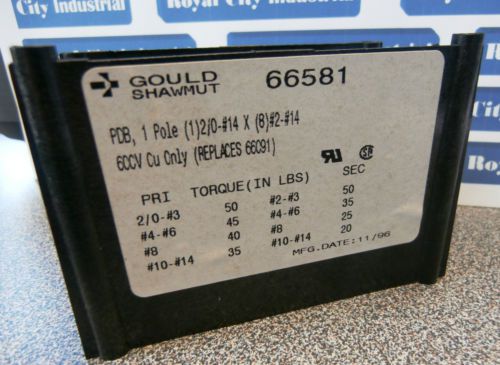 Royal City Industrial
City Industrial
GOULD SHAWMUT 66581
PDB, 1 Pole (1)2/0-#14 X (8)#2-#14
600V Cu Only (REPLACES 66091)
PRI TORQUE(IN LBS) SEC
2/0-#3 50 #2-#3 50
#4-#6 45 #4-#6 35
#8 40 #8 25
#10-#14 35 #10-#14 20
MFG.DATE:11/96